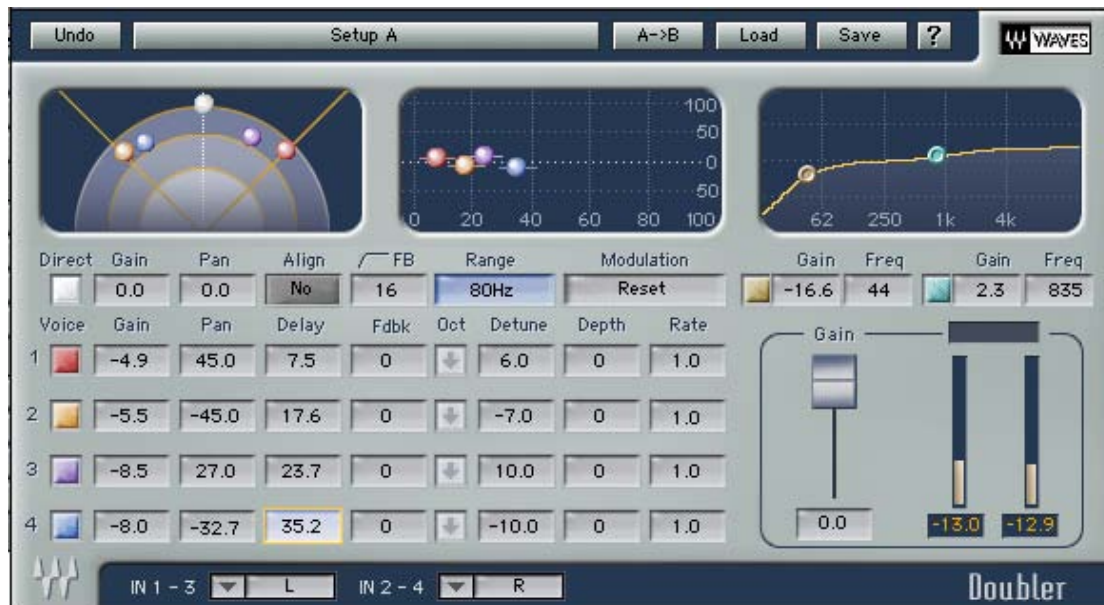 Undo Setup A A->B Load Save ? WAVES
100
50
0
50
0 20 40 60 80 100
62 250 1k 4k
Direct Gain Pan Align FB Range Modulation Gain Freq Gain Freq
0.0 0.0 No 16 80Hz Reset -16.6 44 2.3 835
Voice Gain Pan Delay Fdbk Oct Detune Depth Rate
1 -4.9 45.0 7.5 0 6.0 0 1.0
2 -5.5 -45.0 17.6 0 -7.0 0 1.0
3 -8.5 27.0 23.7 0 10.0 0 1.0
4 -8.0 -32.7 35.2 0 -10.0 0 1.0
Gain
0.0 -13.0 -12.9
IN 1 - 3 L IN 2 - 4 R Doubler